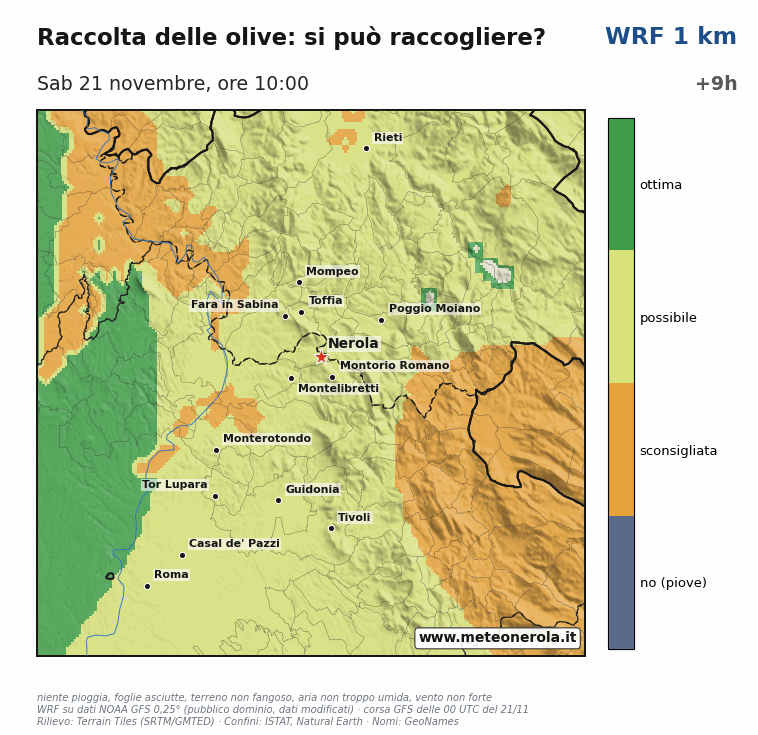 Raccolta delle olive: si può raccogliere?
WRF 1 km
Sab 21 novembre, ore 10:00
+9h
Rieti
Mompeo
Fara in Sabina
Toffia
Poggio Moiano
Nerola
Montorio Romano
Montelibretti
Monterotondo
Tor Lupara
Guidonia
Tivoli
Casal de' Pazzi
Roma
www.meteonerola.it
ottima
possibile
sconsigliata
no (piove)
niente pioggia, foglie asciutte, terreno non fangoso, aria non troppo umida, vento non forte
WRF su dati NOAA GFS 0,25° (pubblico dominio, dati modificati) · corsa GFS delle 00 UTC del 21/11
Rilievo: Terrain Tiles (SRTM/GMTED) · Confini: ISTAT, Natural Earth · Nomi: GeoNames